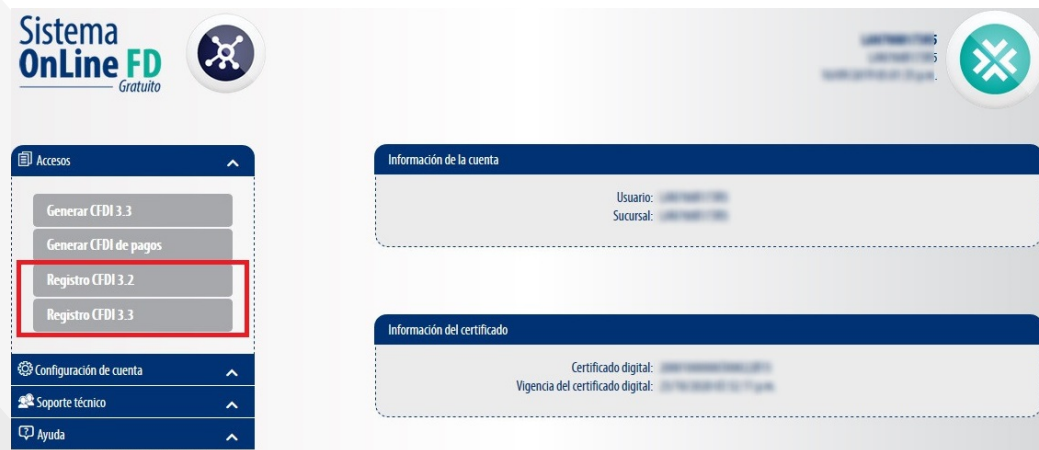 Sistema
OnLine FD
Gratuito
Accesos
Generar CFDI 3.3
Generar CFDI de pagos
Registro CFDI 3.2
Registro CFDI 3.3
Configuración de cuenta
Soporte técnico
Ayuda
Información de la cuenta
Usuario:
Sucursal:
Información del certificado
Certificado digital:
Vigencia del certificado digital: